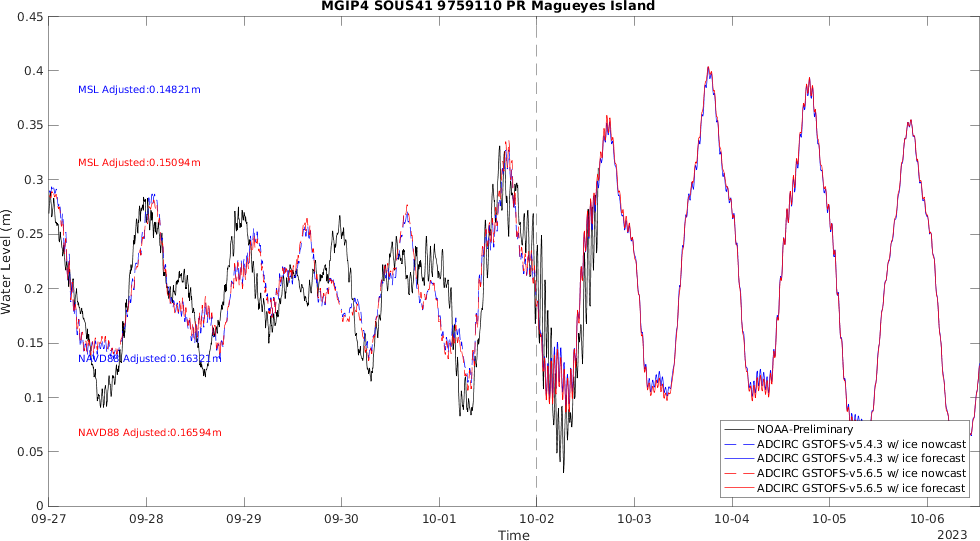 MGIP4 SOUS41 9759110 PR Magueyes Island
0.45
0.4
0.35
0.3
0.25
0.2
0.15
0.1
0.05
0
Water Level (m)
MSL Adjusted:0.14821m
MSL Adjusted:0.15094m
NAVD88 Adjusted:0.16321m
NAVD88 Adjusted:0.16594m
NOAA-Preliminary
ADCIRC GSTOFS-v5.4.3 w/ ice nowcast
ADCIRC GSTOFS-v5.4.3 w/ ice forecast
ADCIRC GSTOFS-v5.6.5 w/ ice nowcast
ADCIRC GSTOFS-v5.6.5 w/ ice forecast
09-27 09-28 09-29 09-30 10-01 10-02 10-03 10-04 10-05 10-06
Time
2023